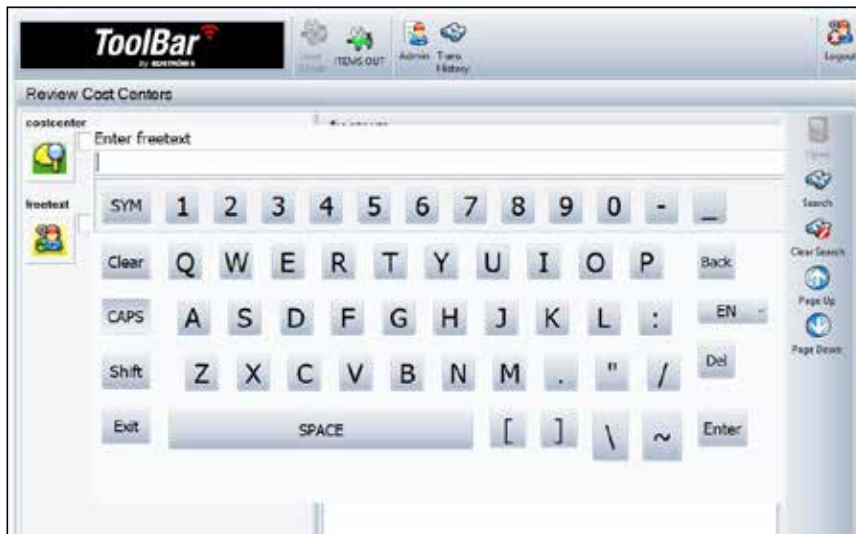 ToolBar
ITEMS OUT
Admin
Trans
History
Logout
Review Cost Centers
costcenter
Enter freetext
freetext
SYM 1 2 3 4 5 6 7 8 9 0 - _
Clear Q W E R T Y U I O P Back
CAPS A S D F G H J K L : EN
Shift Z X C V B N M . " / Del
Exit SPACE [ ] \ ~ Enter
Search
Clear Search
Page Up
Page Down